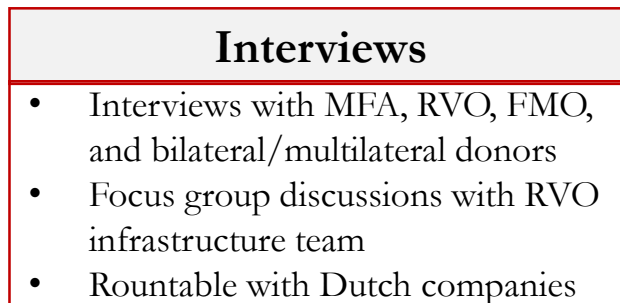 Interviews
• Interviews with MFA, RVO, FMO,
and bilateral/multilateral donors
• Focus group discussions with RVO
infrastructure team
• Rountable with Dutch companies